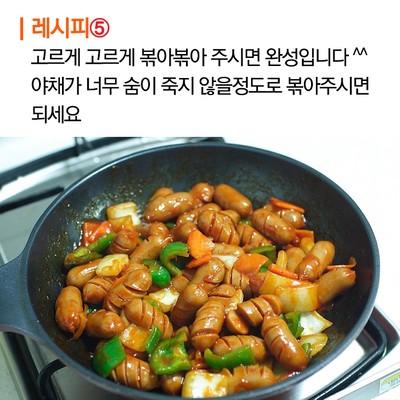 레시피⑤
고르게 고르게 볶아볶아 주시면 완성입니다 ^^
야채가 너무 숨이 죽지 않을정도로 볶아주시면
되세요